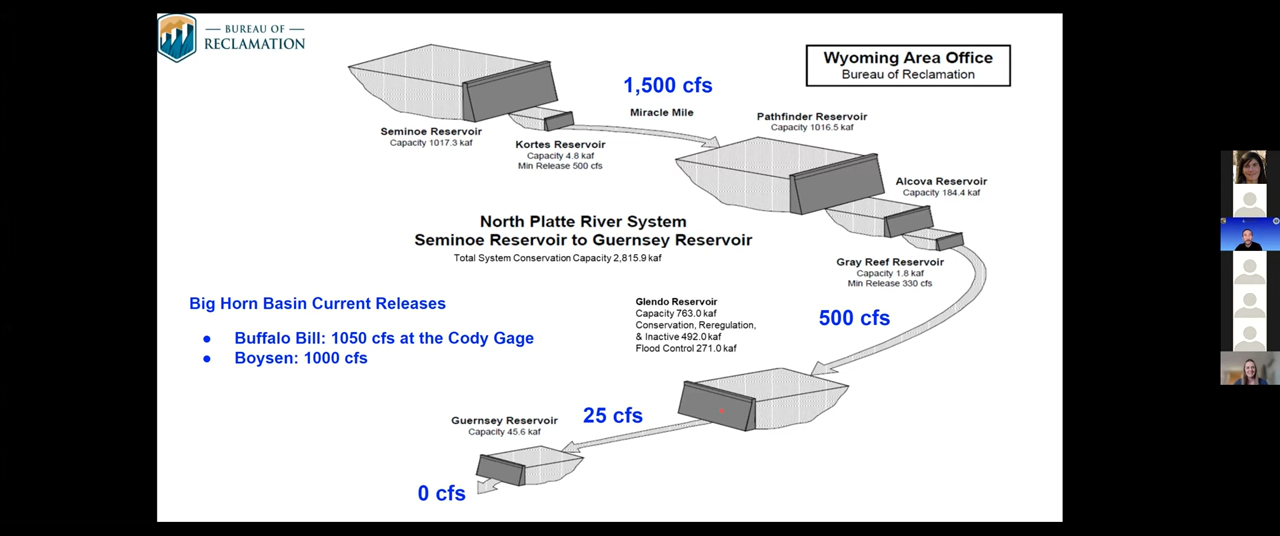 BUREAU OF
RECLAMATION
Wyoming Area Office
Bureau of Reclamation
1,500 cfs
Miracle Mile
Seminoe Reservoir
Capacity 1017.3 kaf
Kortes Reservoir
Capacity 4.8 kaf
Min Release 500 cfs
Pathfinder Reservoir
Capacity 1016.5 kaf
Alcova Reservoir
Capacity 184.4 kaf
North Platte River System
Seminoe Reservoir to Guernsey Reservoir
Total System Conservation Capacity 2,815.9 kaf
Gray Reef Reservoir
Capacity 1.8 kaf
Min Release 330 cfs
Big Horn Basin Current Releases
● Buffalo Bill: 1050 cfs at the Cody Gage
● Boysen: 1000 cfs
Glendo Reservoir
Capacity 763.0 kaf
Conservation, Reregulation,
& Inactive 492.0 kaf
Flood Control 271.0 kaf
500 cfs
Guernsey Reservoir
Capacity 45.6 kaf
25 cfs
0 cfs